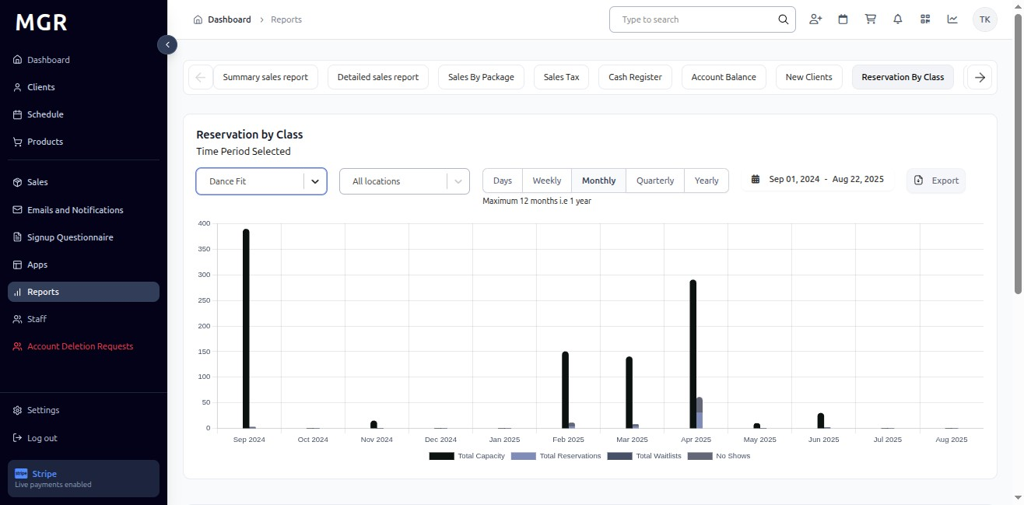 MGR
Dashboard
Clients
Schedule
Products
Sales
Emails and Notifications
Signup Questionnaire
Apps
Reports
Staff
Account Deletion Requests
Settings
Log out
stripe Stripe
Live payments enabled
Dashboard > Reports
Type to search
TK
Summary sales report Detailed sales report Sales By Package Sales Tax Cash Register Account Balance New Clients Reservation By Class
Reservation by Class
Time Period Selected
Dance Fit All locations Days Weekly Monthly Quarterly Yearly Sep 01, 2024 - Aug 22, 2025 Export
Maximum 12 months i.e 1 year
400
350
300
250
200
150
100
50
0
Sep 2024 Oct 2024 Nov 2024 Dec 2024 Jan 2025 Feb 2025 Mar 2025 Apr 2025 May 2025 Jun 2025 Jul 2025 Aug 2025
Total Capacity Total Reservations Total Waitlists No Shows